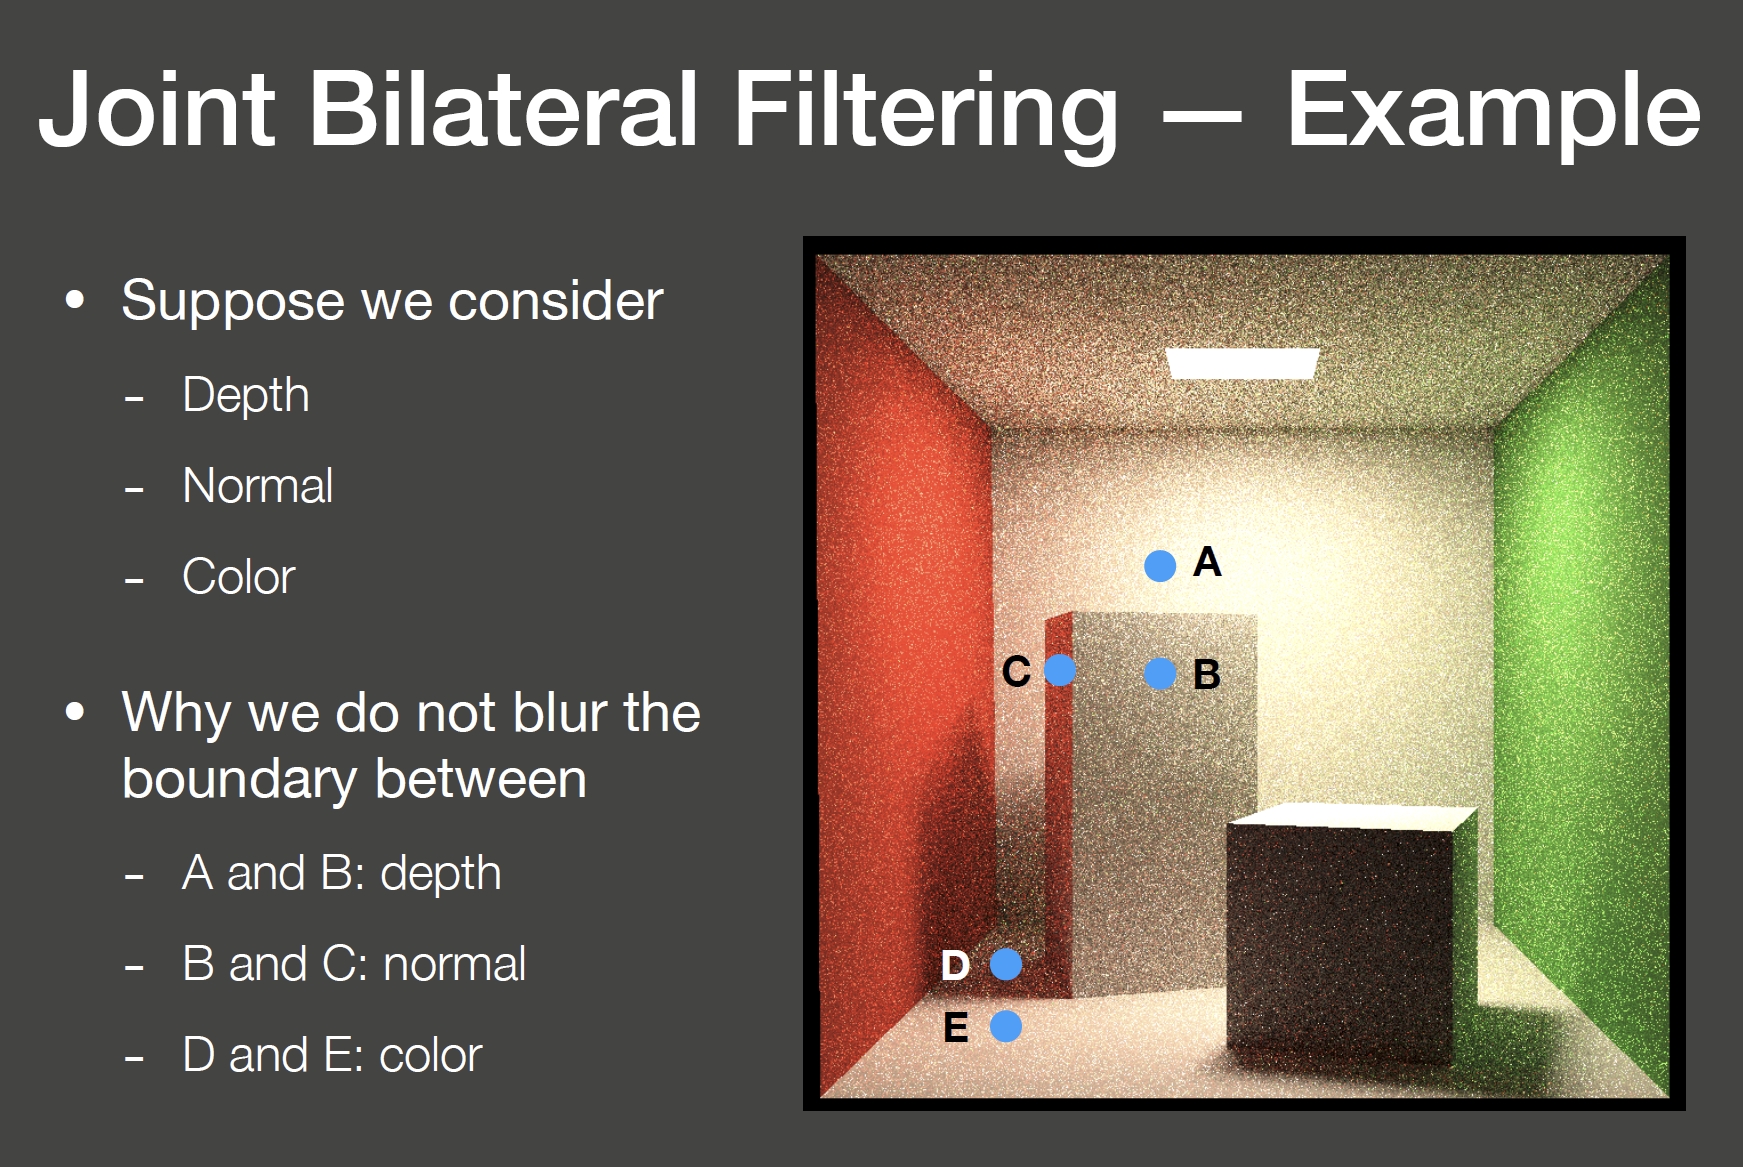 Joint Bilateral Filtering — Example
• Suppose we consider
- Depth
- Normal
- Color
• Why we do not blur the
boundary between
- A and B: depth
- B and C: normal
- D and E: color
A
C
B
D
E